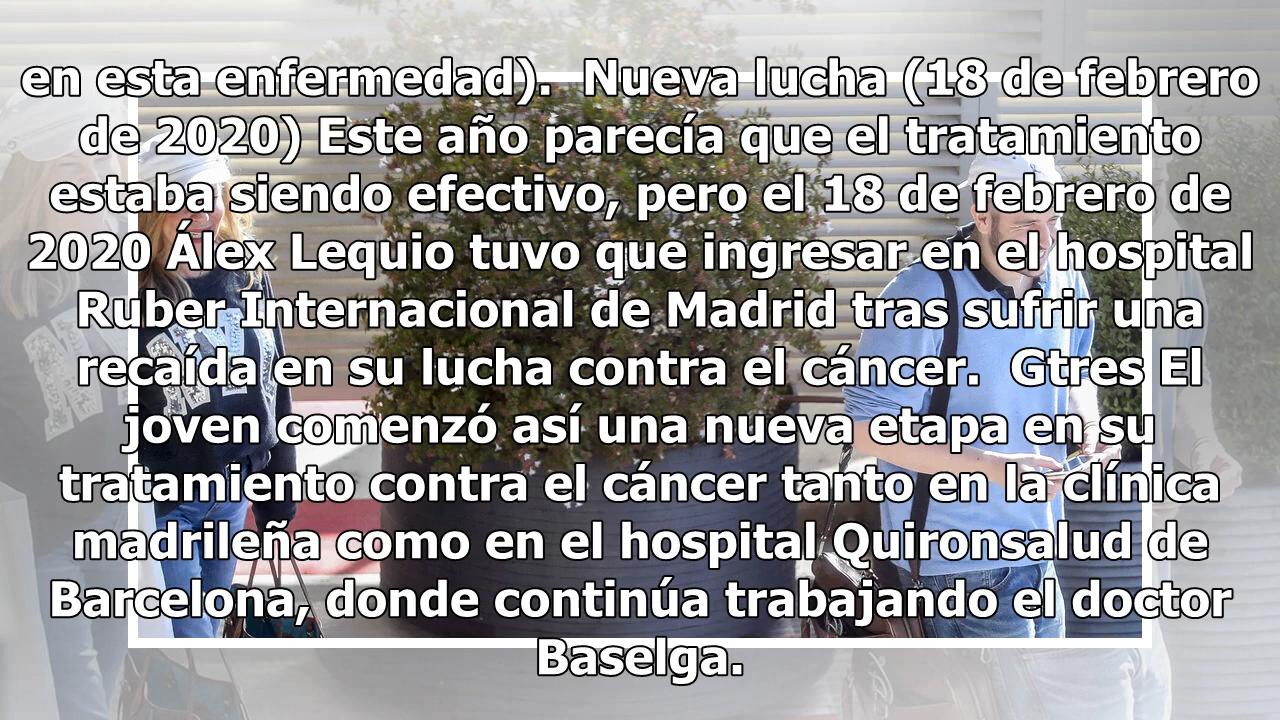 en esta enfermedad).  Nueva lucha (18 de febrero
de 2020) Este año parecía que el tratamiento
estaba siendo efectivo, pero el 18 de febrero de
2020 Álex Lequio tuvo que ingresar en el hospital
Ruber Internacional de Madrid tras sufrir una
recaída en su lucha contra el cáncer.  Gtres El
joven comenzó así una nueva etapa en su
tratamiento contra el cáncer tanto en la clínica
madrileña como en el hospital Quironsalud de
Barcelona, donde continúa trabajando el doctor
Baselga.